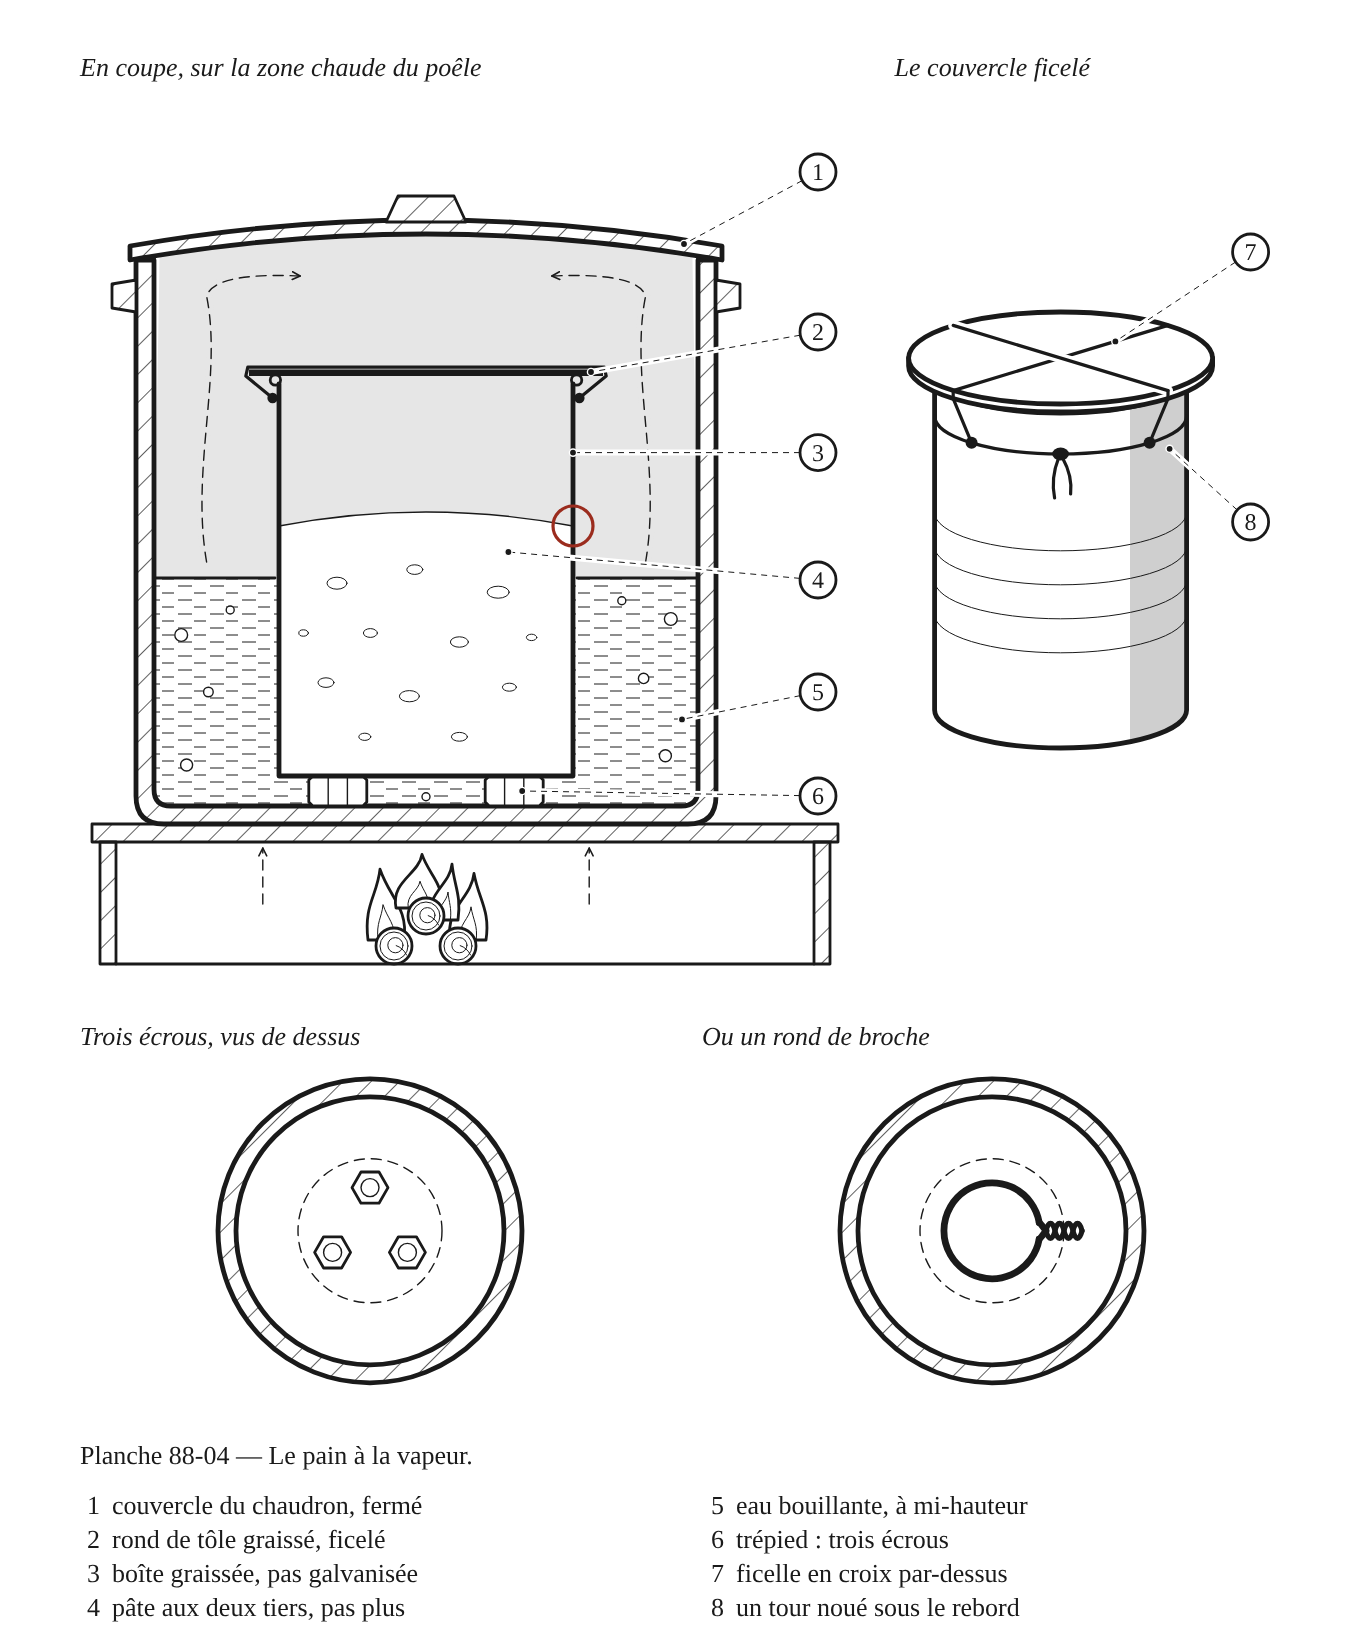 En coupe, sur la zone chaude du poêle
Le couvercle ficelé
1
2
3
4
5
6
7
8
Trois écrous, vus de dessus
Ou un rond de broche
Planche 88-04 — Le pain à la vapeur.
1 couvercle du chaudron, fermé
2 rond de tôle graissé, ficelé
3 boîte graissée, pas galvanisée
4 pâte aux deux tiers, pas plus
5 eau bouillante, à mi-hauteur
6 trépied : trois écrous
7 ficelle en croix par-dessus
8 un tour noué sous le rebord